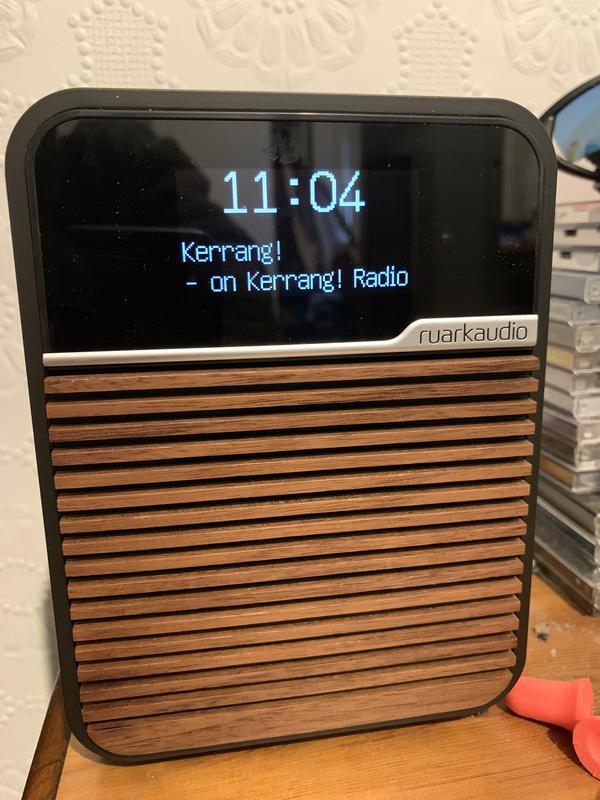 11:04
Kerrang!
- on Kerrang! Radio
ruarkaudio